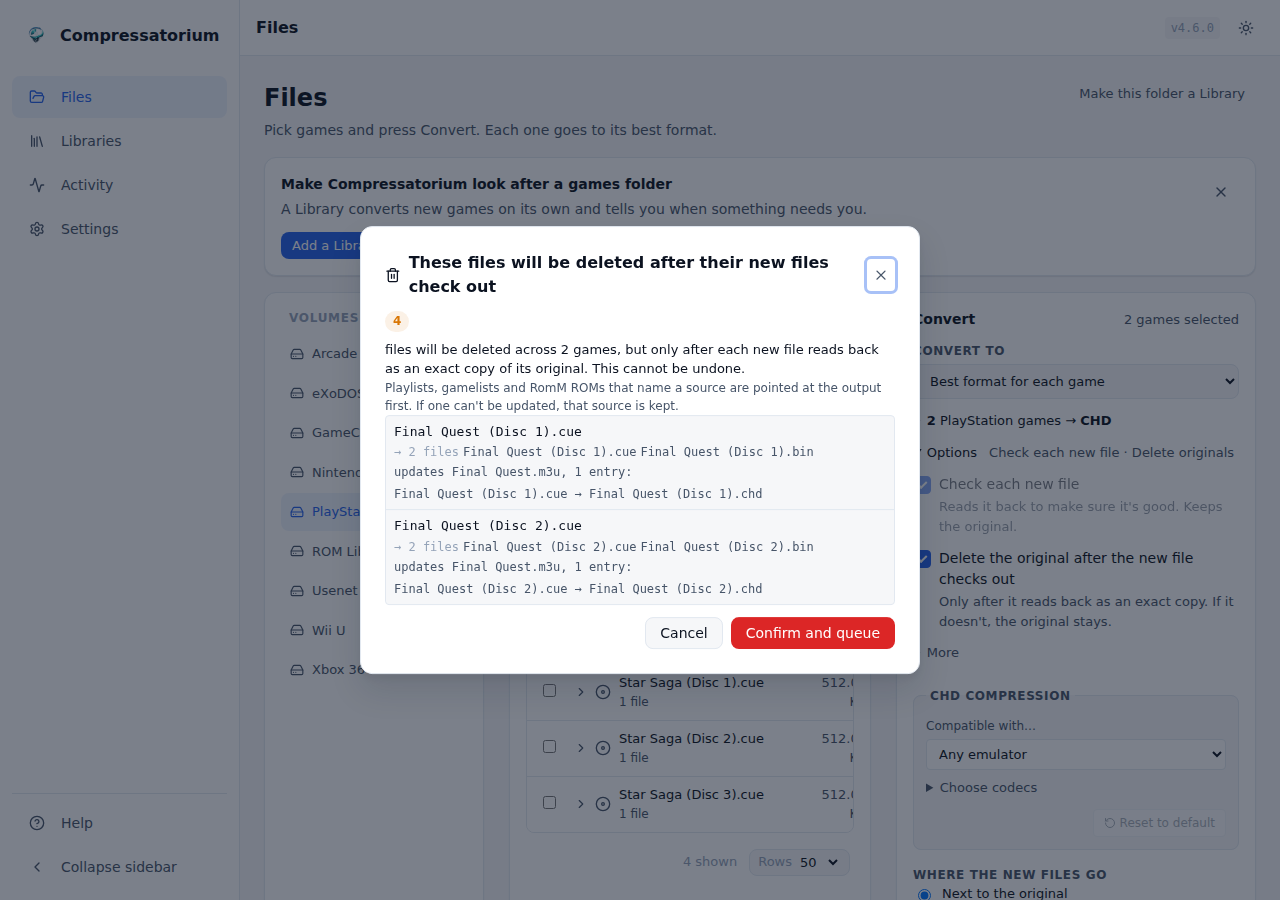 Compressatorium
Files
Libraries
Activity
Settings
Help
Collapse sidebar
Files
v4.6.0
Files
Make this folder a Library
Pick games and press Convert. Each one goes to its best format.
Make Compressatorium look after a games folder
A Library converts new games on its own and tells you when something needs you.
Add a Libra
VOLUMES
Arcade
eXoDOS
GameC
Nintend
PlaySta
ROM Li
Usenet
Wii U
Xbox 36
These files will be deleted after their new files
check out
4
files will be deleted across 2 games, but only after each new file reads back
as an exact copy of its original. This cannot be undone.
Playlists, gamelists and RomM ROMs that name a source are pointed at the output
first. If one can't be updated, that source is kept.
Final Quest (Disc 1).cue
→ 2 files Final Quest (Disc 1).cue Final Quest (Disc 1).bin
updates Final Quest.m3u, 1 entry:
Final Quest (Disc 1).cue → Final Quest (Disc 1).chd
Final Quest (Disc 2).cue
→ 2 files Final Quest (Disc 2).cue Final Quest (Disc 2).bin
updates Final Quest.m3u, 1 entry:
Final Quest (Disc 2).cue → Final Quest (Disc 2).chd
Cancel
Confirm and queue
Star Saga (Disc 1).cue
1 file
512.
Star Saga (Disc 2).cue
1 file
512.
Star Saga (Disc 3).cue
1 file
512.
4 shown
Rows 50
Convert
2 games selected
CONVERT TO
Best format for each game
2 PlayStation games → CHD
Options Check each new file · Delete originals
Check each new file
Reads it back to make sure it's good. Keeps
the original.
Delete the original after the new file
checks out
Only after it reads back as an exact copy. If it
doesn't, the original stays.
More
CHD COMPRESSION
Compatible with...
Any emulator
Choose codecs
Reset to default
WHERE THE NEW FILES GO
Next to the original